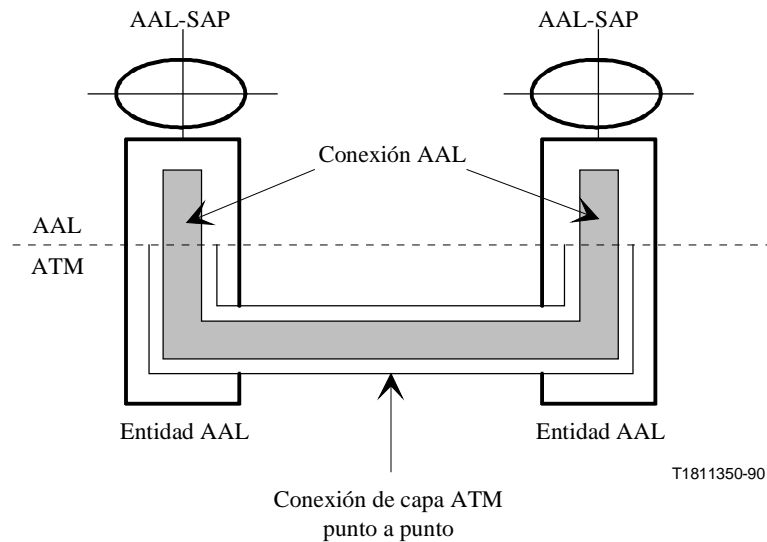 AAL-SAP
AAL-SAP
Conexión AAL
AAL
ATM
Entidad AAL
Entidad AAL
T1811350-90
Conexión de capa ATM
punto a punto